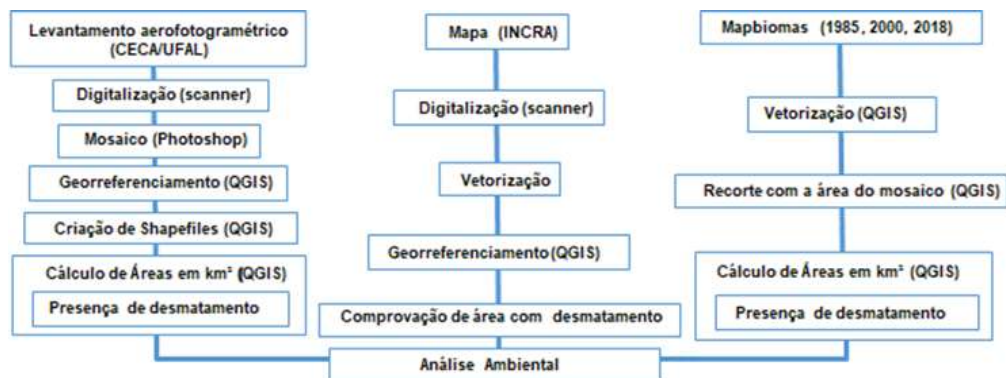 Levantamento aerofotogramétrico
(CECA/UFAL)
Digitalização (scanner)
Mosaico (Photoshop)
Georreferenciamento (QGIS)
Criação de Shapefiles (QGIS)
Cálculo de Áreas em km² (QGIS)
Presença de desmatamento
Mapa (INCRA)
Digitalização (scanner)
Vetorização
Georreferenciamento (QGIS)
Comprovação de área com desmatamento
Mapbiomas (1985, 2000, 2018)
Vetorização (QGIS)
Recorte com a área do mosaico (QGIS)
Cálculo de Áreas em km² (QGIS)
Presença de desmatamento
Análise Ambiental